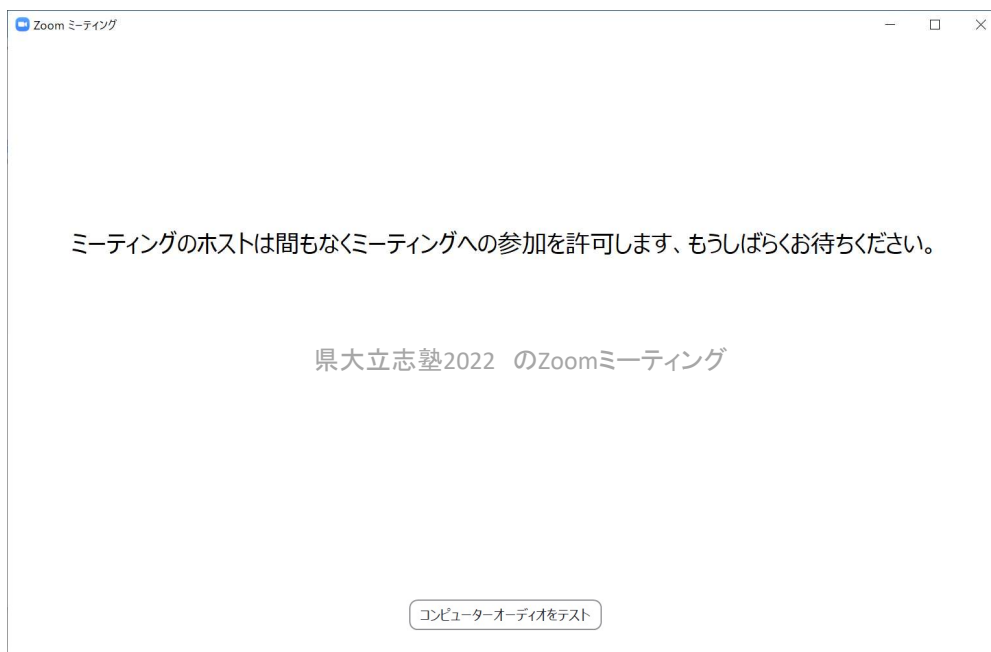 Zoom ミーティング
ミーティングのホストは間もなくミーティングへの参加を許可します、もうしばらくお待ちください。
県大立志塾2022　のZoomミーティング
コンピューターオーディオをテスト